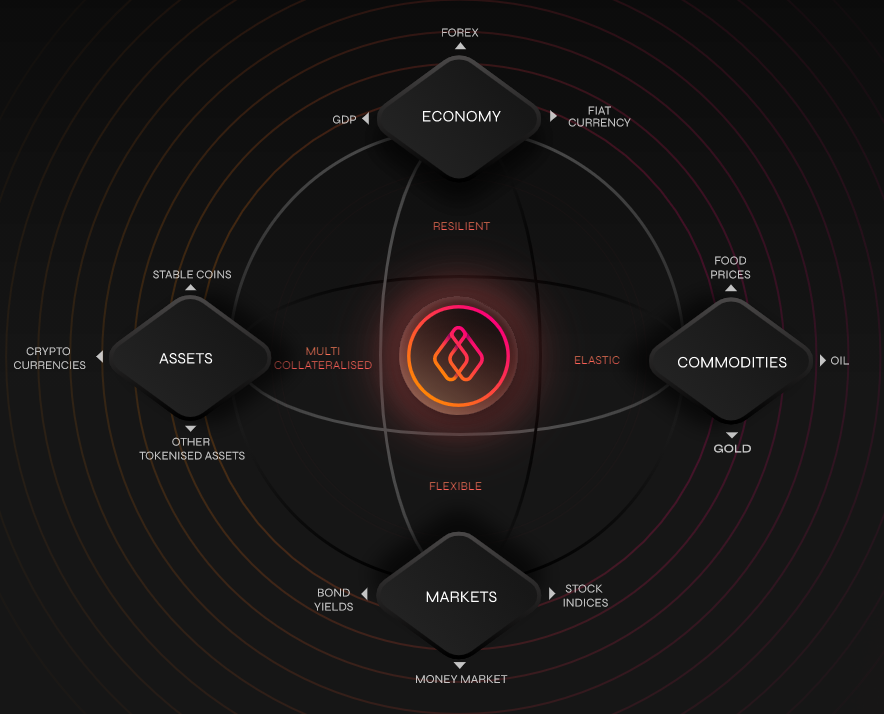 FOREX
GDP
ECONOMY
FIAT
CURRENCY
RESILIENT
STABLE COINS
CRYPTO
CURRENCIES
ASSETS
OTHER
TOKENISED ASSETS
MULTI
COLLATERALISED
ELASTIC
FOOD
PRICES
COMMODITIES
OIL
GOLD
FLEXIBLE
BOND
YIELDS
MARKETS
STOCK
INDICES
MONEY MARKET